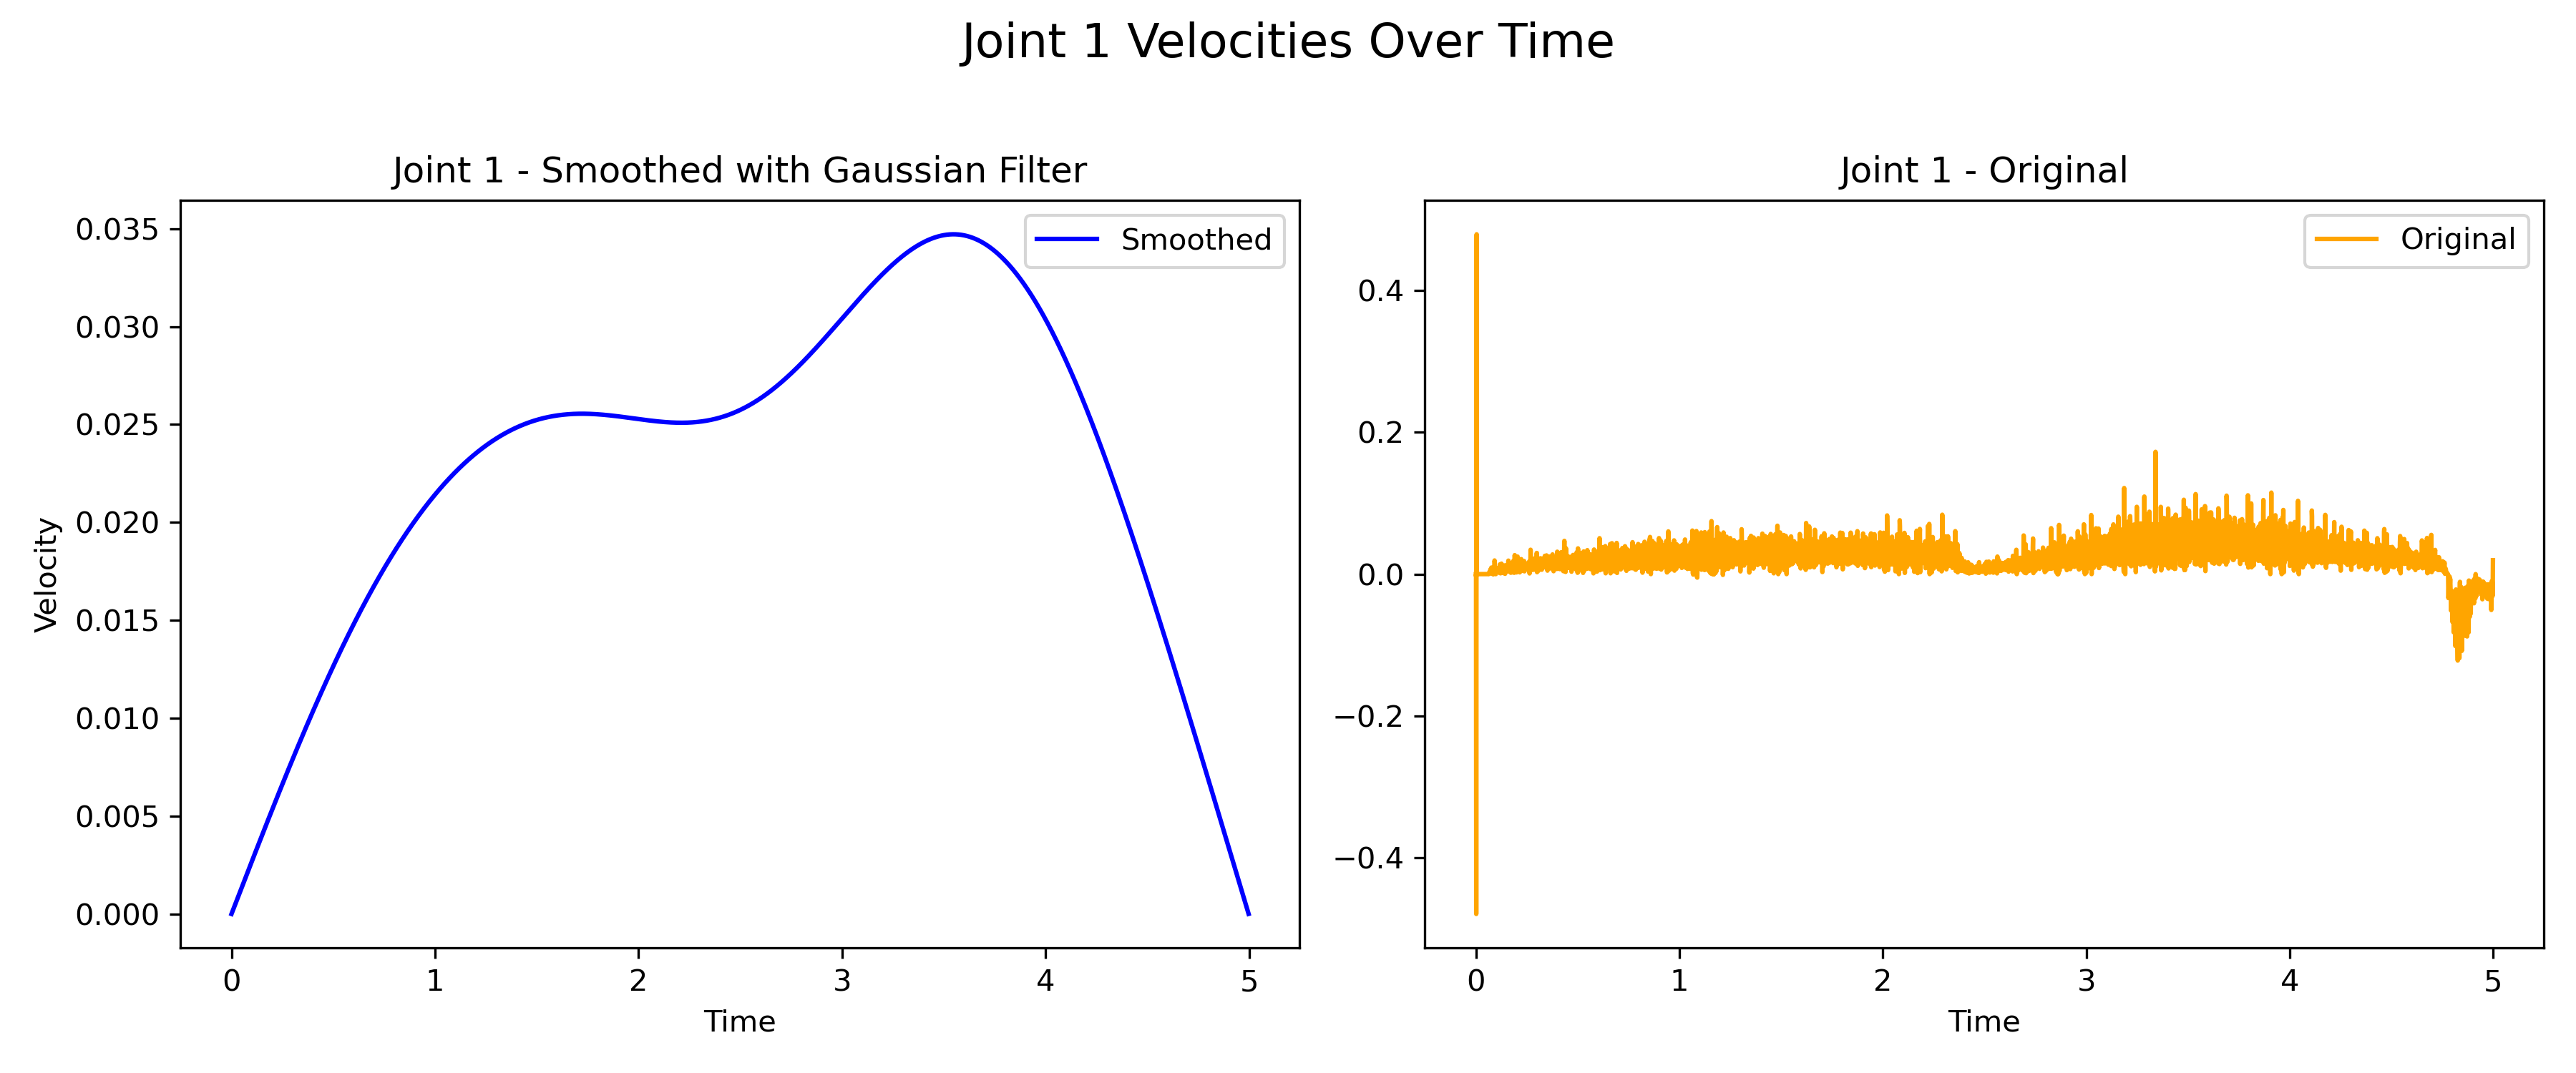 Joint 1 Velocities Over Time
Joint 1 - Smoothed with Gaussian Filter
Smoothed
0.035
0.030
0.025
0.020
0.015
0.010
0.005
0.000
Velocity
0 1 2 3 4 5
Time
Joint 1 - Original
Original
0.4
0.2
0.0
−0.2
−0.4
0 1 2 3 4 5
Time